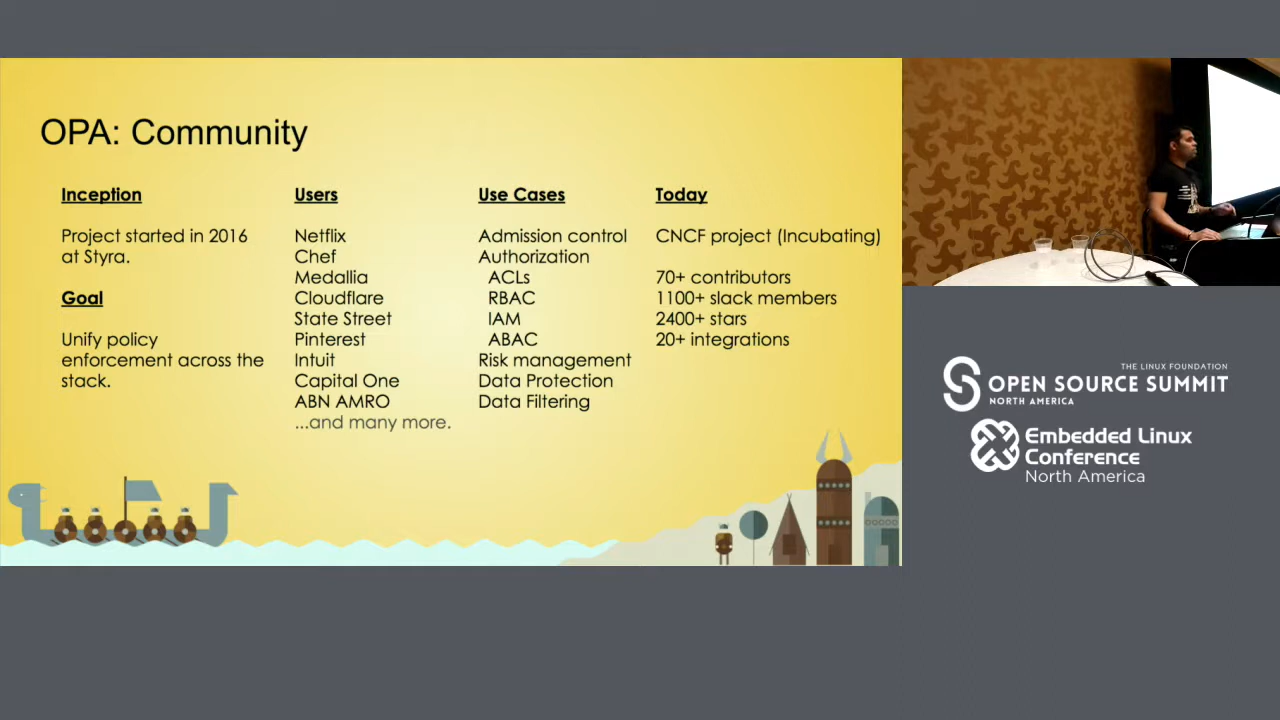 OPA: Community
Inception
Project started in 2016
at Styra.
Goal
Unify policy
enforcement across the
stack.
Users
Netflix
Chef
Medallia
Cloudflare
State Street
Pinterest
Intuit
Capital One
ABN AMRO
...and many more.
Use Cases
Admission control
Authorization
ACLs
RBAC
IAM
ABAC
Risk management
Data Protection
Data Filtering
Today
CNCF project (Incubating)
70+ contributors
1100+ slack members
2400+ stars
20+ integrations
THE LINUX FOUNDATION
OPEN SOURCE SUMMIT
NORTH AMERICA
Embedded Linux
Conference
North America